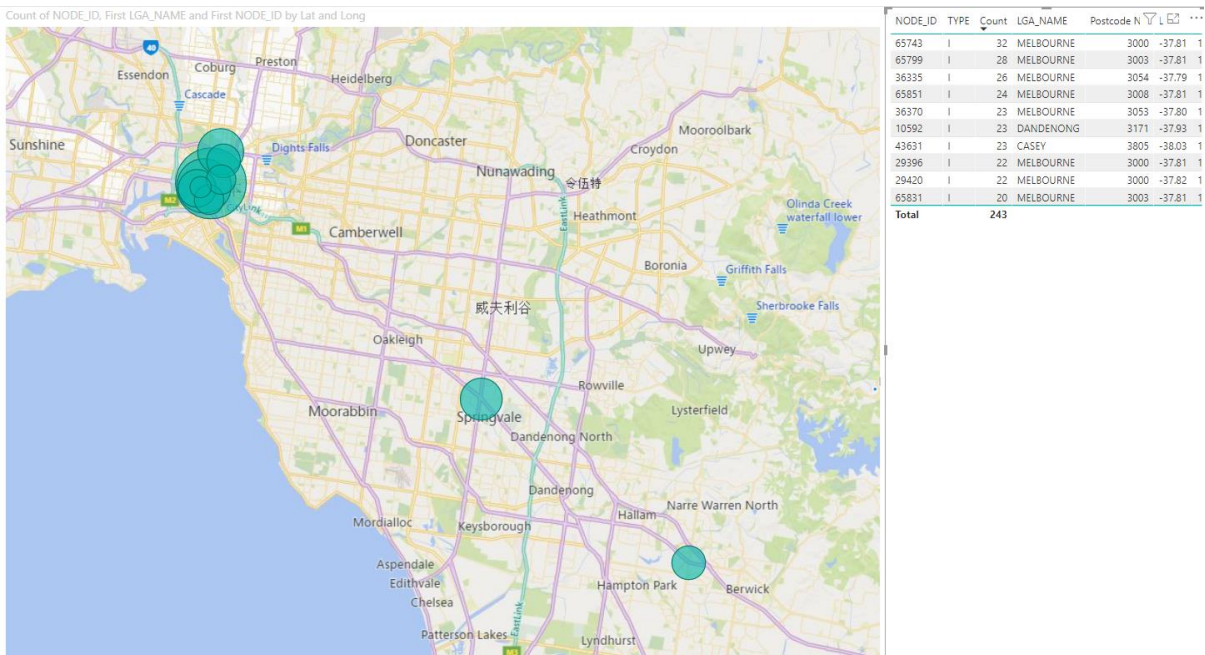 Count of NODE_ID, First LGA_NAME and First NODE_ID by Lat and Long
40
Preston
Coburg
Essendon
Heidelberg
Cascade
Mooroolbark
Sunshine
Doncaster
Dights Falls
Croydon
Nunawading
令伍特
M2
Olinda Creek
waterfall lower
Heathmont
EastLink
M1
Camberwell
Boronia
Griffith Falls
威夫利谷
Sherbrooke Falls
Oakleigh
Upwey
Rowville
Moorabbin
Springvale
Lysterfield
Dandenong North
Dandenong
Narre Warren North
Hallam
Mordialloc
Keysborough
Aspendale
Edithvale
Hampton Park
Berwick
Chelsea
EastLink
Patterson Lakes
Lyndhurst
M3
NODE_ID TYPE Count LGA_NAME Postcode N L
65743 I 32 MELBOURNE 3000 -37.81 1
65799 I 28 MELBOURNE 3003 -37.81 1
36335 I 26 MELBOURNE 3054 -37.79 1
65851 I 24 MELBOURNE 3008 -37.81 1
36370 I 23 MELBOURNE 3053 -37.80 1
10592 I 23 DANDENONG 3171 -37.93 1
43631 I 23 CASEY 3805 -38.03 1
29396 I 22 MELBOURNE 3000 -37.81 1
29420 I 22 MELBOURNE 3000 -37.82 1
65831 I 20 MELBOURNE 3003 -37.81 1
Total 243